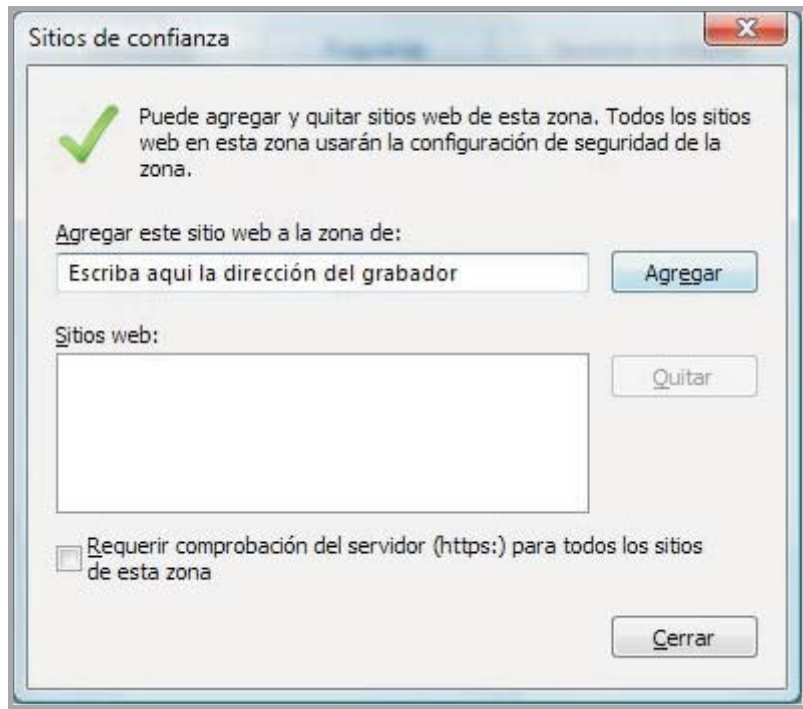 Sitios de confianza
Puede agregar y quitar sitios web de esta zona. Todos los sitios
web en esta zona usarán la configuración de seguridad de la
zona.
Agregar este sitio web a la zona de:
Escriba aqui la dirección del grabador
Agregar
Sitios web:
Quitar
Requerir comprobación del servidor (https:) para todos los sitios
de esta zona
Cerrar